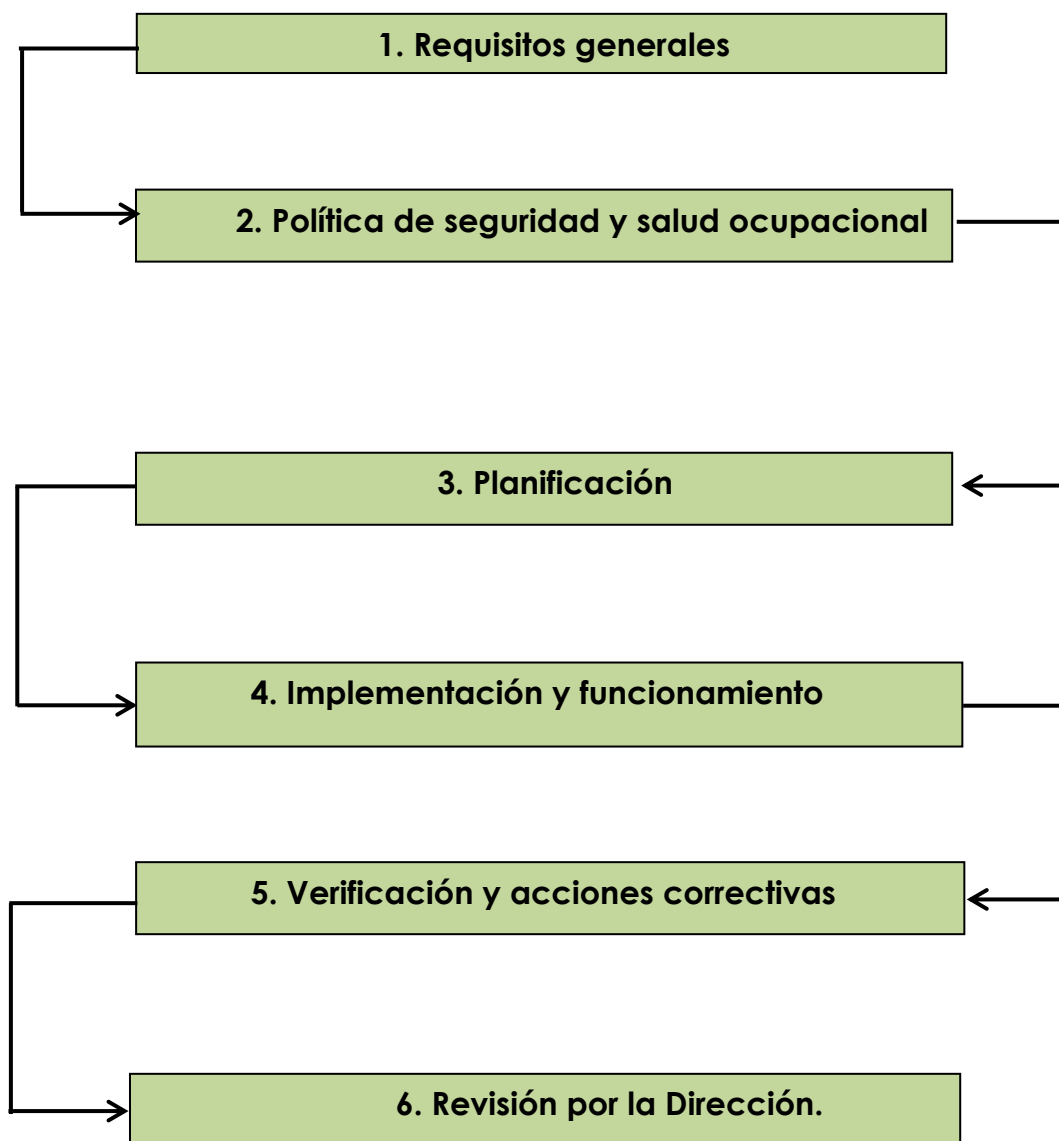 1. Requisitos generales
2. Política de seguridad y salud ocupacional
3. Planificación
4. Implementación y funcionamiento
5. Verificación y acciones correctivas
6. Revisión por la Dirección.